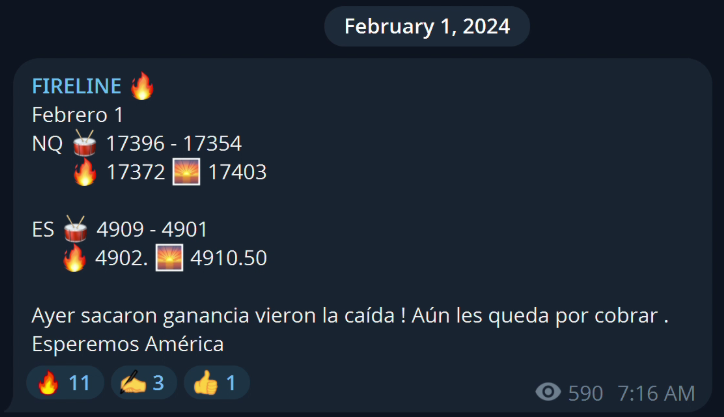 February 1, 2024
FIRELINE 🔥
Febrero 1
NQ 🥁 17396 - 17354
🔥 17372 🌅 17403
ES 🥁 4909 - 4901
🔥 4902. 🌅 4910.50
Ayer sacaron ganancia vieron la caída ! Aún les queda por cobrar .
Esperemos América
🔥 11 ✍️ 3 👍 1
590 7:16 AM